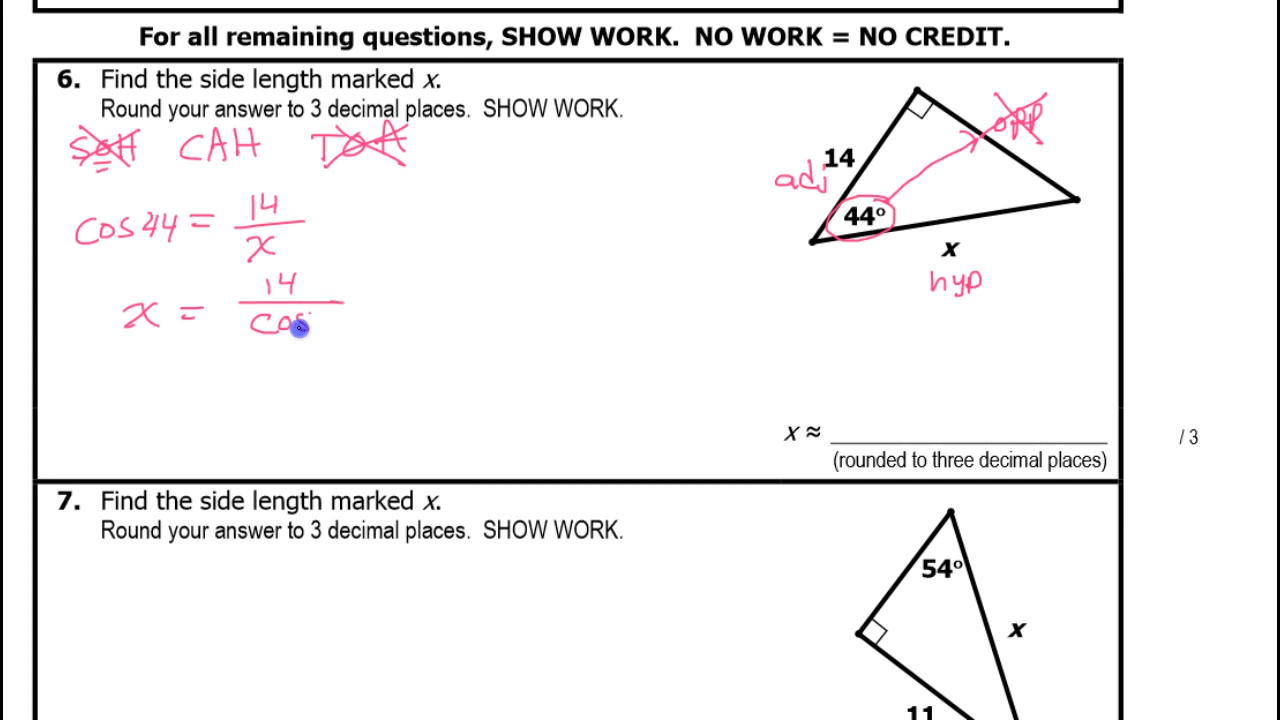 For all remaining questions, SHOW WORK. NO WORK = NO CREDIT.
6. Find the side length marked x.
Round your answer to 3 decimal places. SHOW WORK.
SOH CAH TOA
opp
14
adj
44°
cos 44 = 14/x
x
hyp
x = 14/cos
x ≈
/ 3
(rounded to three decimal places)
7. Find the side length marked x.
Round your answer to 3 decimal places. SHOW WORK.
54°
x
11